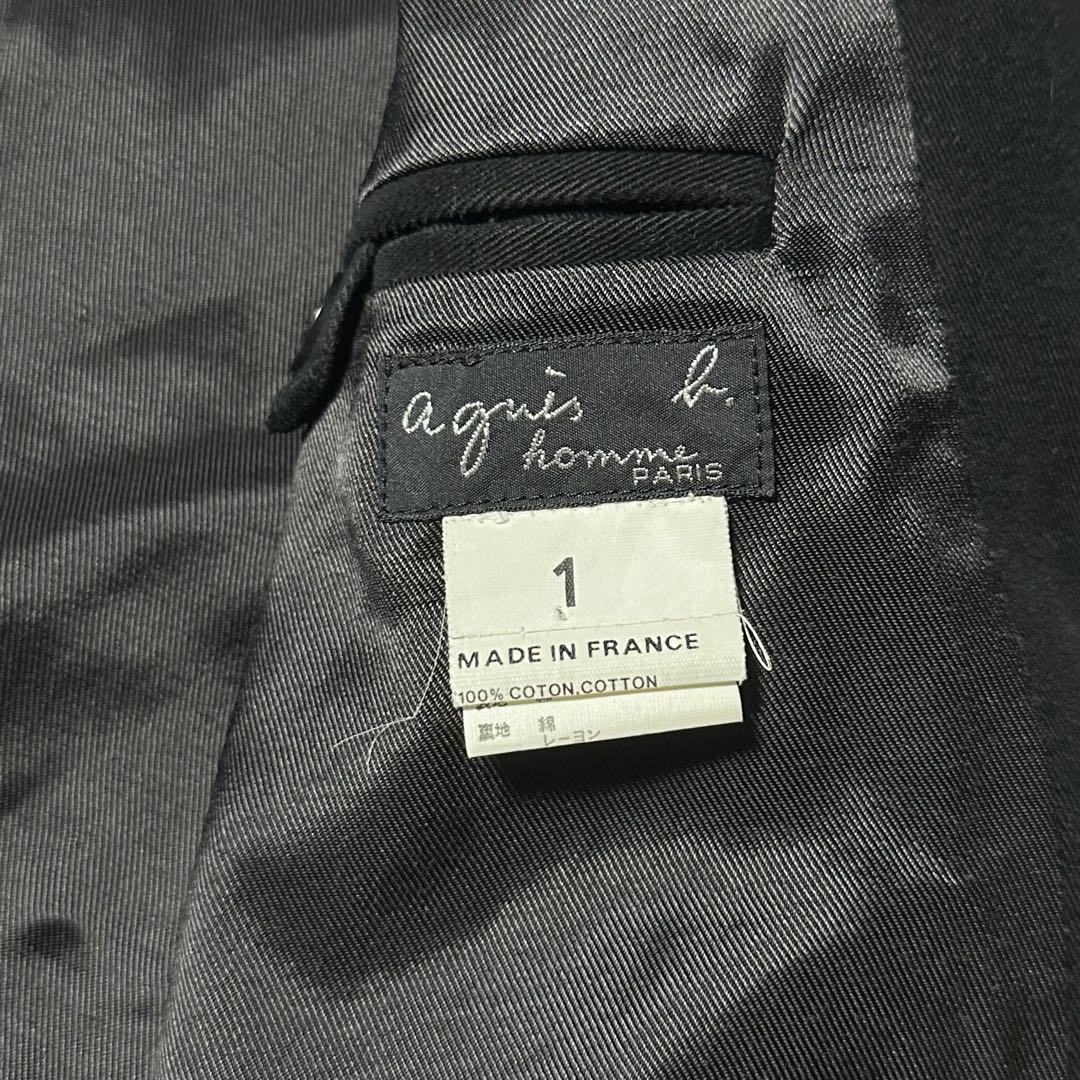 agnès b.
homme
PARIS
1
MADE IN FRANCE
100% COTON, COTTON
裏地 綿
レーヨン